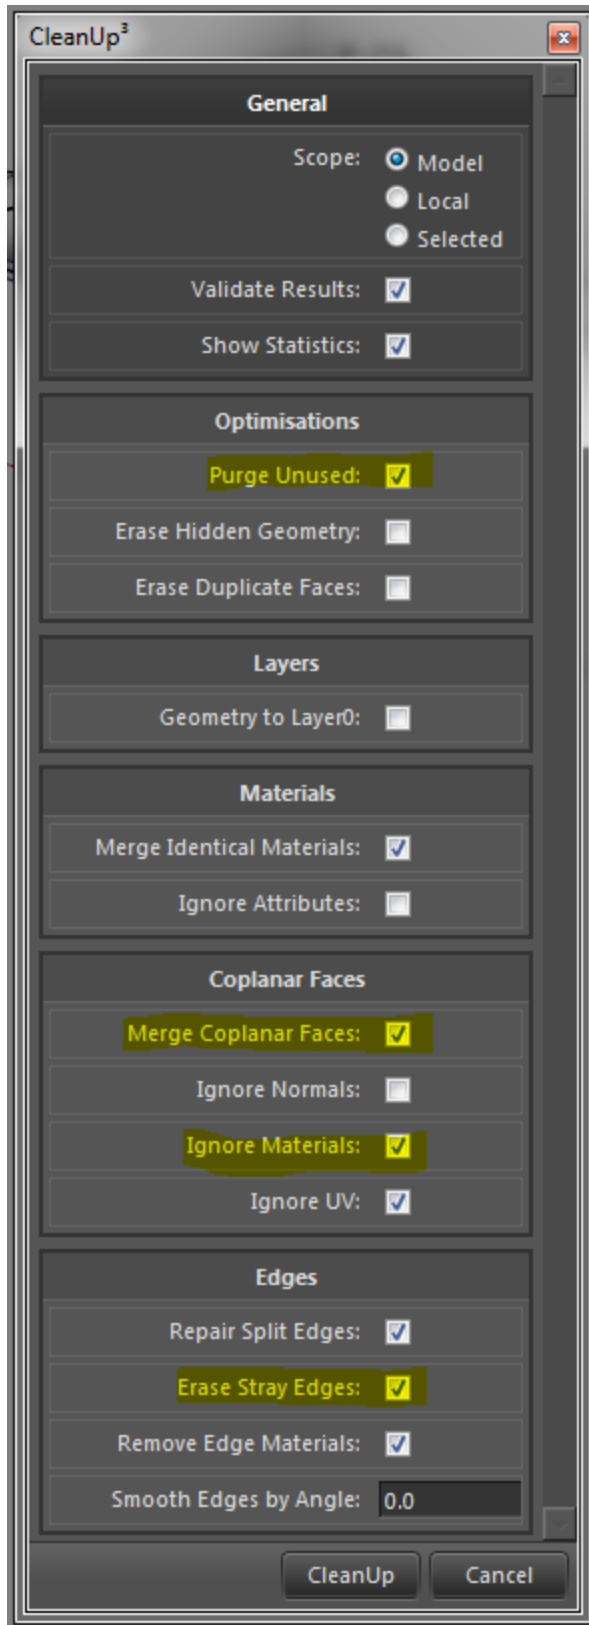 CleanUp³
General
Scope: Model
Local
Selected
Validate Results:
Show Statistics:
Optimisations
Purge Unused:
Erase Hidden Geometry:
Erase Duplicate Faces:
Layers
Geometry to Layer0:
Materials
Merge Identical Materials:
Ignore Attributes:
Coplanar Faces
Merge Coplanar Faces:
Ignore Normals:
Ignore Materials:
Ignore UV:
Edges
Repair Split Edges:
Erase Stray Edges:
Remove Edge Materials:
Smooth Edges by Angle: 0.0
CleanUp Cancel